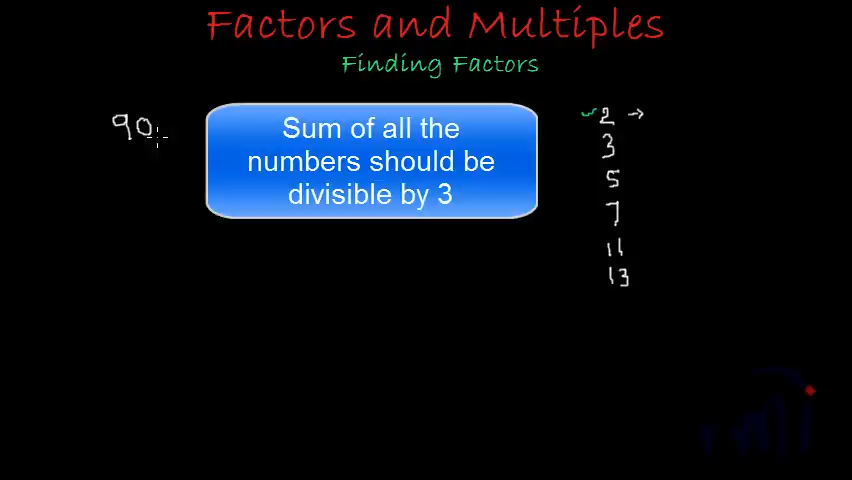 Factors and Multiples
Finding Factors
90
Sum of all the
numbers should be
divisible by 3
2 →
3
5
7
11
13